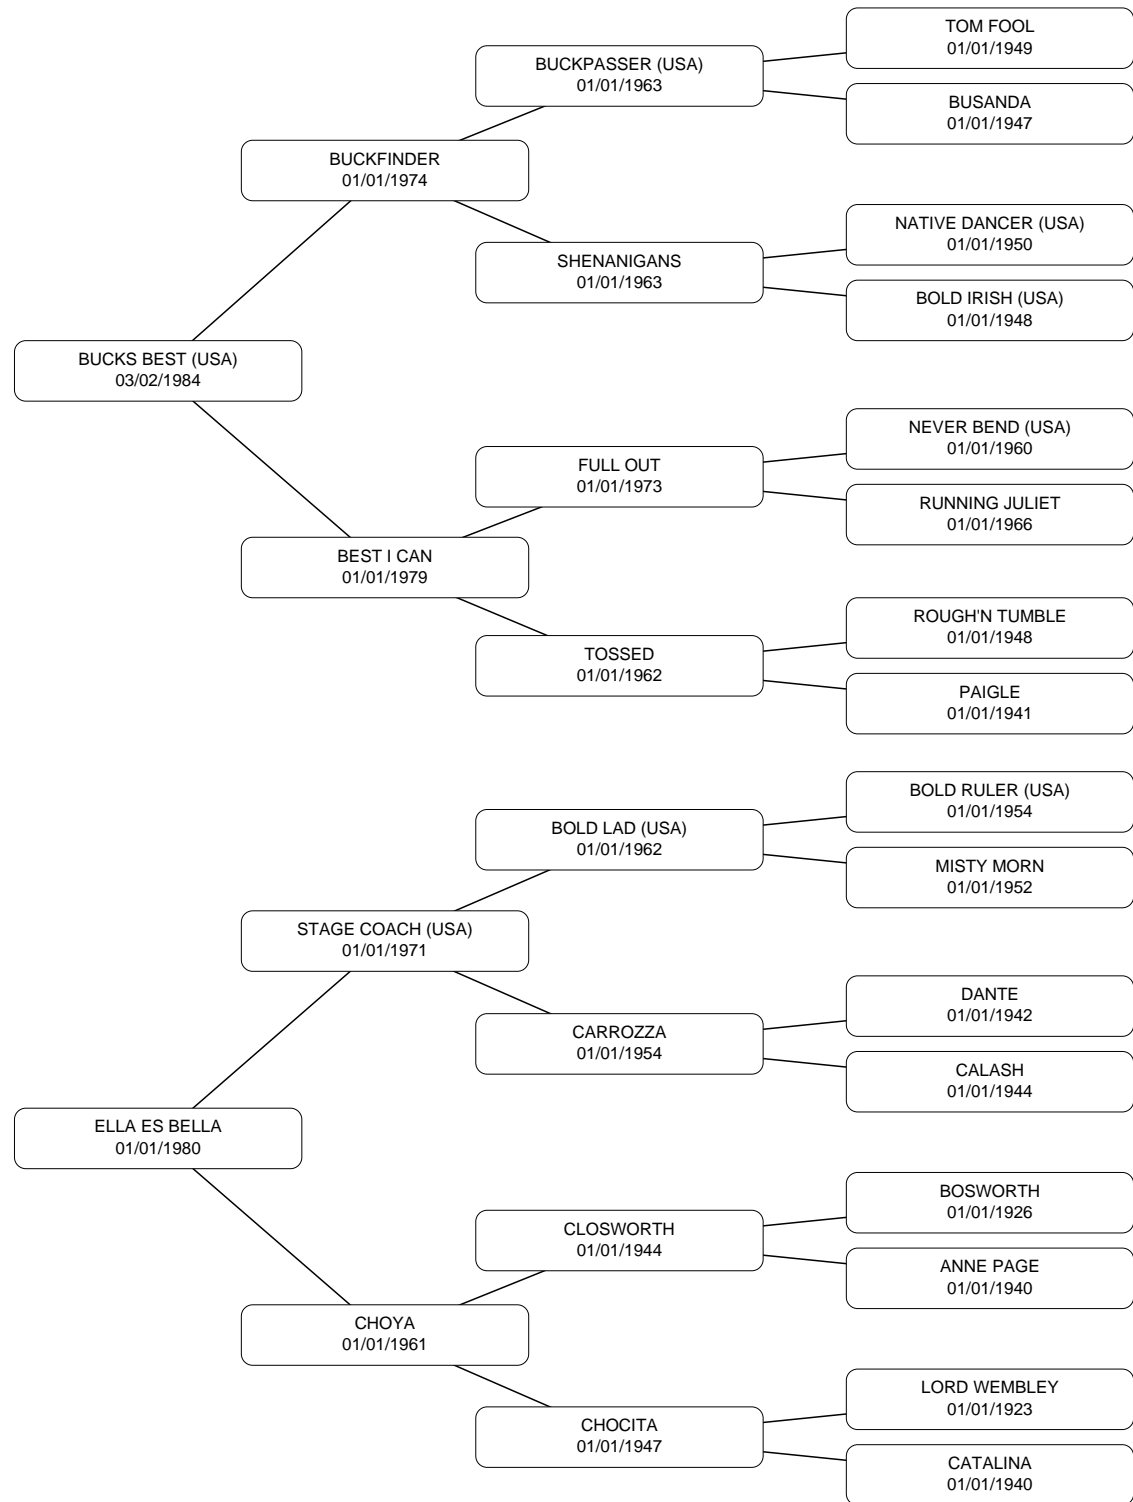 TOM FOOL
01/01/1949
BUCKPASSER (USA)
01/01/1963
BUSANDA
01/01/1947
BUCKFINDER
01/01/1974
NATIVE DANCER (USA)
01/01/1950
SHENANIGANS
01/01/1963
BOLD IRISH (USA)
01/01/1948
BUCKS BEST (USA)
03/02/1984
NEVER BEND (USA)
01/01/1960
FULL OUT
01/01/1973
RUNNING JULIET
01/01/1966
BEST I CAN
01/01/1979
ROUGH'N TUMBLE
01/01/1948
TOSSED
01/01/1962
PAIGLE
01/01/1941
BOLD RULER (USA)
01/01/1954
BOLD LAD (USA)
01/01/1962
MISTY MORN
01/01/1952
STAGE COACH (USA)
01/01/1971
DANTE
01/01/1942
CARROZZA
01/01/1954
CALASH
01/01/1944
ELLA ES BELLA
01/01/1980
BOSWORTH
01/01/1926
CLOSWORTH
01/01/1944
ANNE PAGE
01/01/1940
CHOYA
01/01/1961
LORD WEMBLEY
01/01/1923
CHOCITA
01/01/1947
CATALINA
01/01/1940